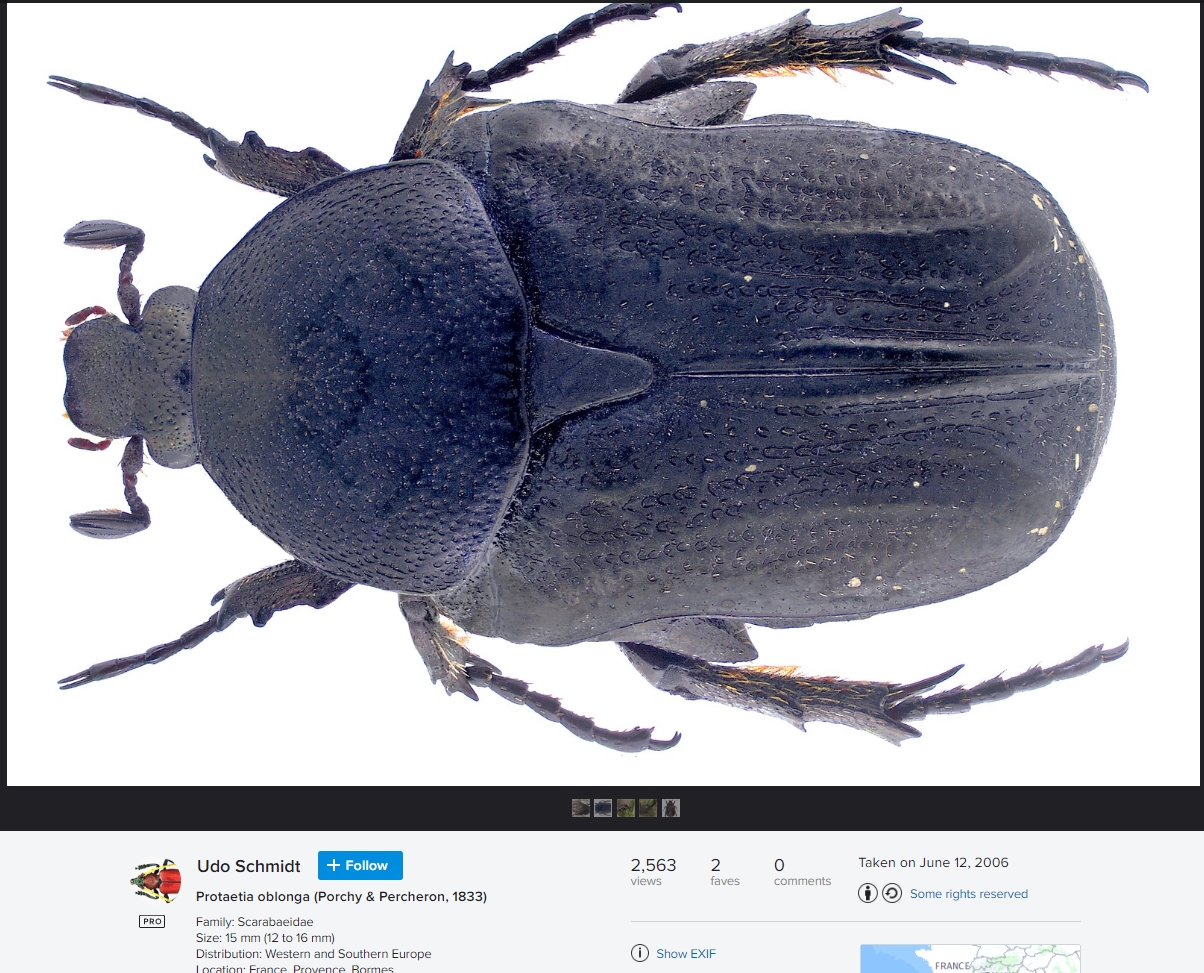 Udo Schmidt
+ Follow
PRO
Protaetia oblonga (Porchy & Percheron, 1833)
Family: Scarabaeidae
Size: 15 mm (12 to 16 mm)
Distribution: Western and Southern Europe
Location: France, Provence, Bormes
2,563
views
2
faves
0
comments
Taken on June 12, 2006
Some rights reserved
Show EXIF
FRANCE